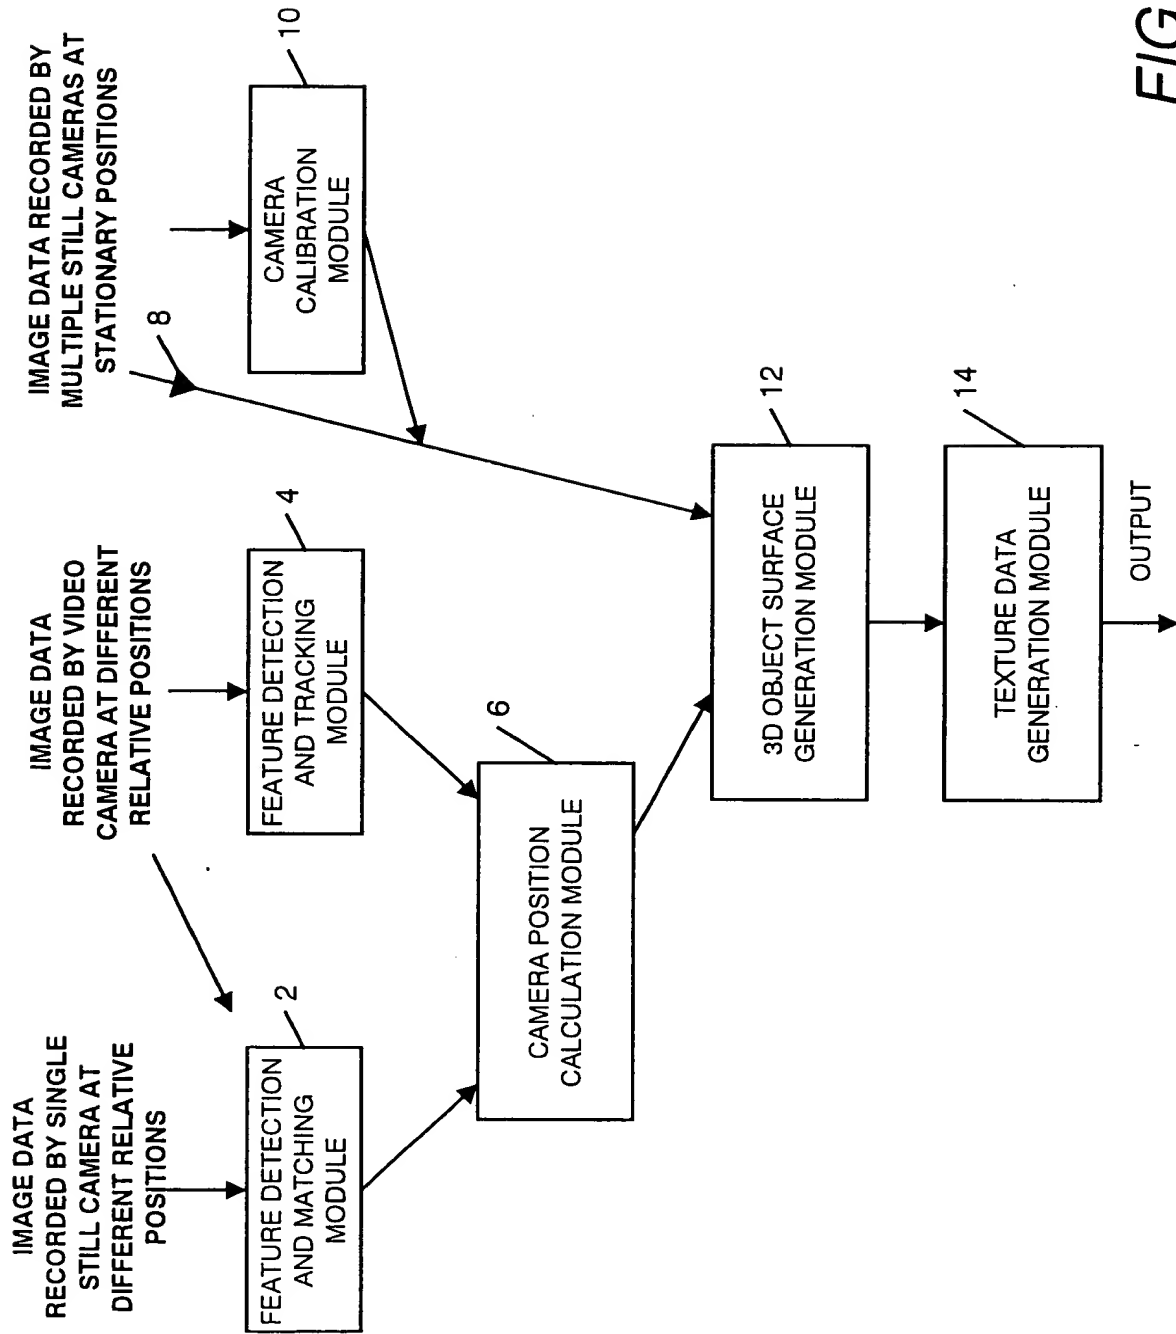 IMAGE DATA
RECORDED BY SINGLE
STILL CAMERA AT
DIFFERENT RELATIVE
POSITIONS
IMAGE DATA
RECORDED BY VIDEO
CAMERA AT DIFFERENT
RELATIVE POSITIONS
IMAGE DATA RECORDED BY
MULTIPLE STILL CAMERAS AT
STATIONARY POSITIONS
8
2
FEATURE DETECTION
AND MATCHING
MODULE
4
FEATURE DETECTION
AND TRACKING
MODULE
10
CAMERA
CALIBRATION
MODULE
6
CAMERA POSITION
CALCULATION MODULE
12
3D OBJECT SURFACE
GENERATION MODULE
14
TEXTURE DATA
GENERATION MODULE
OUTPUT
FIG